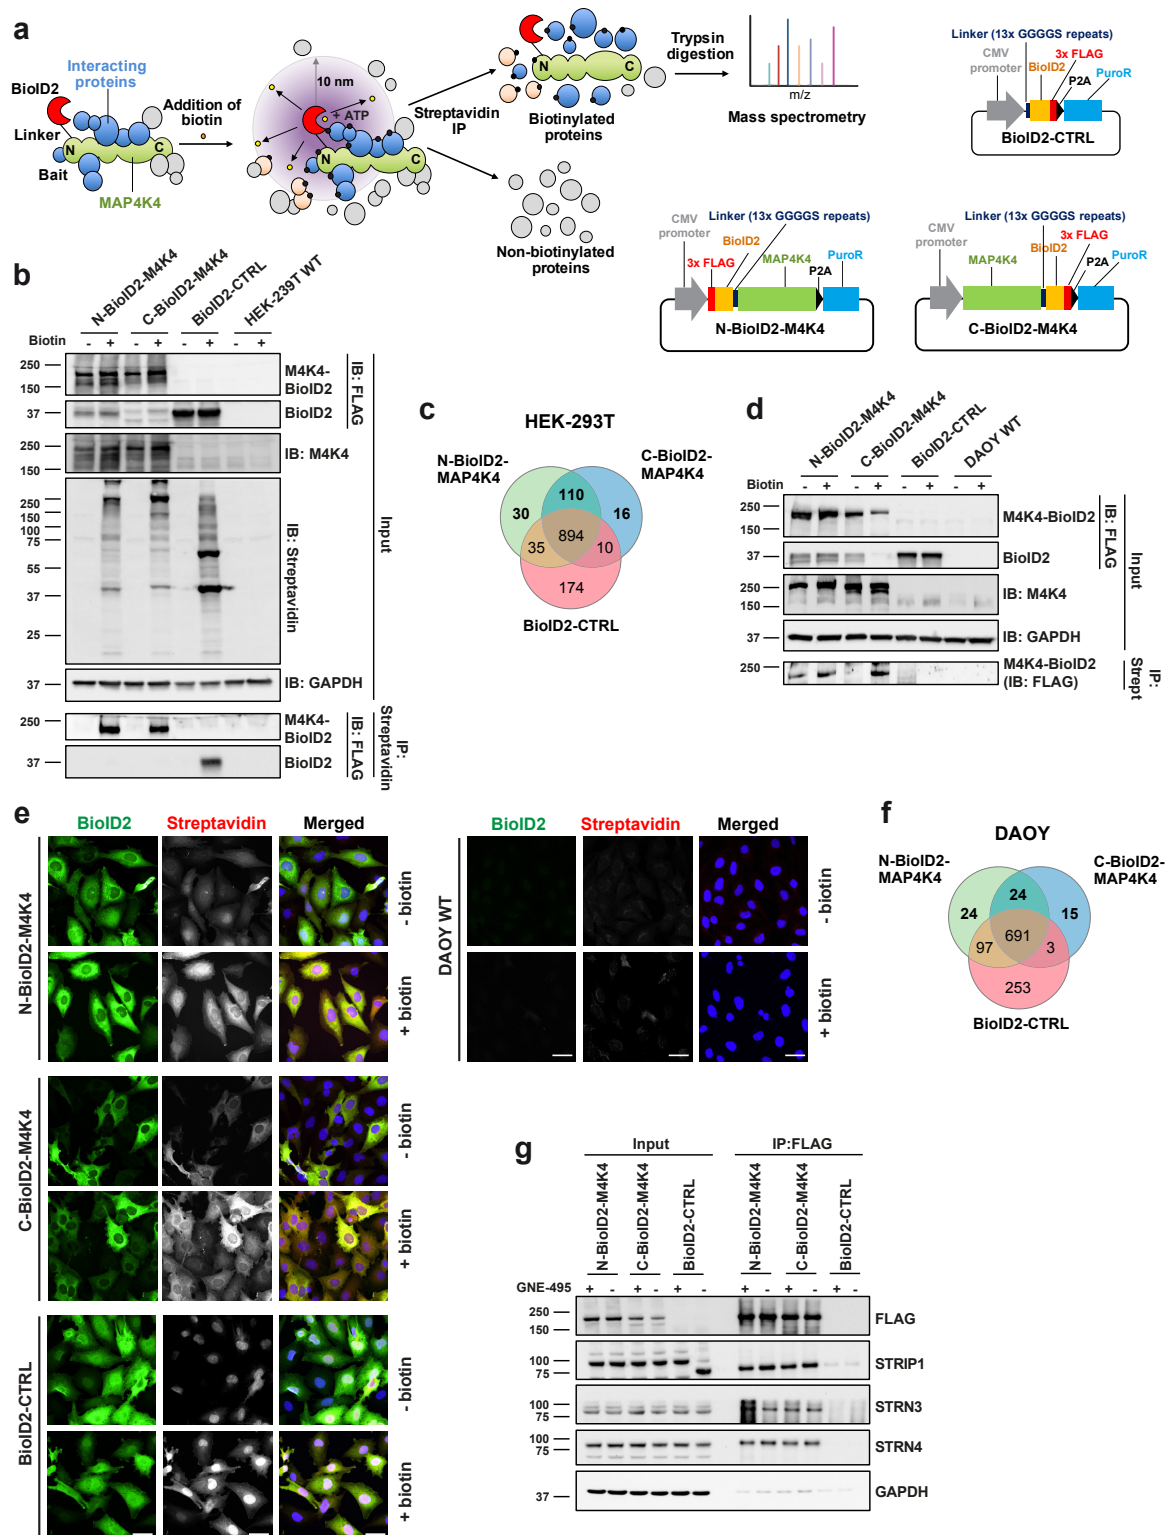 a
Interacting
proteins
BioID2
Linker
Bait
N
C
MAP4K4
Addition of
biotin
10 nm
+ ATP
N
C
Streptavidin
IP
N
C
Biotinylated
proteins
Non-biotinylated
proteins
Trypsin
digestion
m/z
Mass spectrometry
Linker (13x GGGGS
repeats)
CMV
promoter
BioID2
3x FLAG
P2A
PuroR
BioID2-CTRL
CMV
promoter
Linker (13x GGGGS repeats)
BioID2
3x FLAG
MAP4K4
P2A
PuroR
N-BioID2-M4K4
CMV
promoter
Linker (13x GGGGS repeats)
MAP4K4
BioID2
3x FLAG
P2A
PuroR
C-BioID2-M4K4
b
N-BioID2-M4K4
C-BioID2-M4K4
BioID2-CTRL
HEK-239T WT
Biotin - + - + - + - +
250
150
M4K4-
BioID2
37
BioID2
IB: FLAG
250
150
IB: M4K4
250
150
100
75
55
37
25
IB: Streptavidin
37
IB: GAPDH
Input
250
M4K4-
BioID2
37
BioID2
IB: FLAG
IP:
Streptavidin
c
HEK-293T
N-BioID2-
MAP4K4
C-BioID2-
MAP4K4
110
30
16
894
35
10
174
BioID2-CTRL
d
N-BioID2-M4K4
C-BioID2-M4K4
BioID2-CTRL
DAOY WT
Biotin - + - + - + - +
250
150
M4K4-BioID2
37
BioID2
IB: FLAG
250
150
IB: M4K4
37
IB: GAPDH
Input
250
M4K4-BioID2
(IB: FLAG)
IP:
Strept
e
BioID2
Streptavidin
Merged
N-BioID2-M4K4
- biotin
+ biotin
C-BioID2-M4K4
- biotin
+ biotin
BioID2-CTRL
- biotin
+ biotin
BioID2
Streptavidin
Merged
DAOY WT
- biotin
+ biotin
f
DAOY
N-BioID2-
MAP4K4
C-BioID2-
MAP4K4
24
24
15
691
97
3
253
BioID2-CTRL
g
Input
IP:FLAG
N-BioID2-M4K4
C-BioID2-M4K4
BioID2-CTRL
N-BioID2-M4K4
C-BioID2-M4K4
BioID2-CTRL
GNE-495 + - + - + - + - + - + -
250
150
FLAG
100
75
STRIP1
100
75
STRN3
100
75
STRN4
37
GAPDH